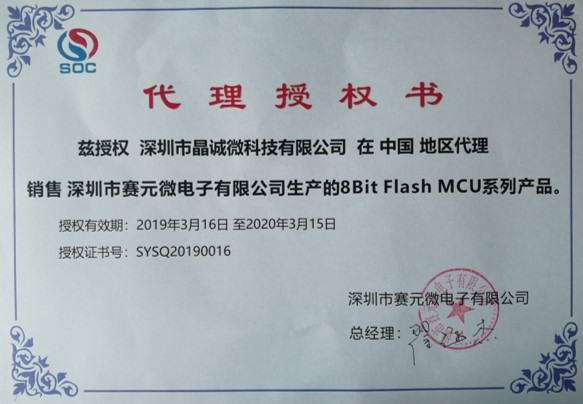 SOC
代理授权书
兹授权 深圳市晶诚微科技有限公司 在 中国 地区代理
销售 深圳市赛元微电子有限公司生产的8Bit Flash MCU系列产品。
授权有效期：2019年3月16日 至2020年3月15日
授权证书号：SYSQ20190016
深圳市赛元微电子有限公司
总经理：